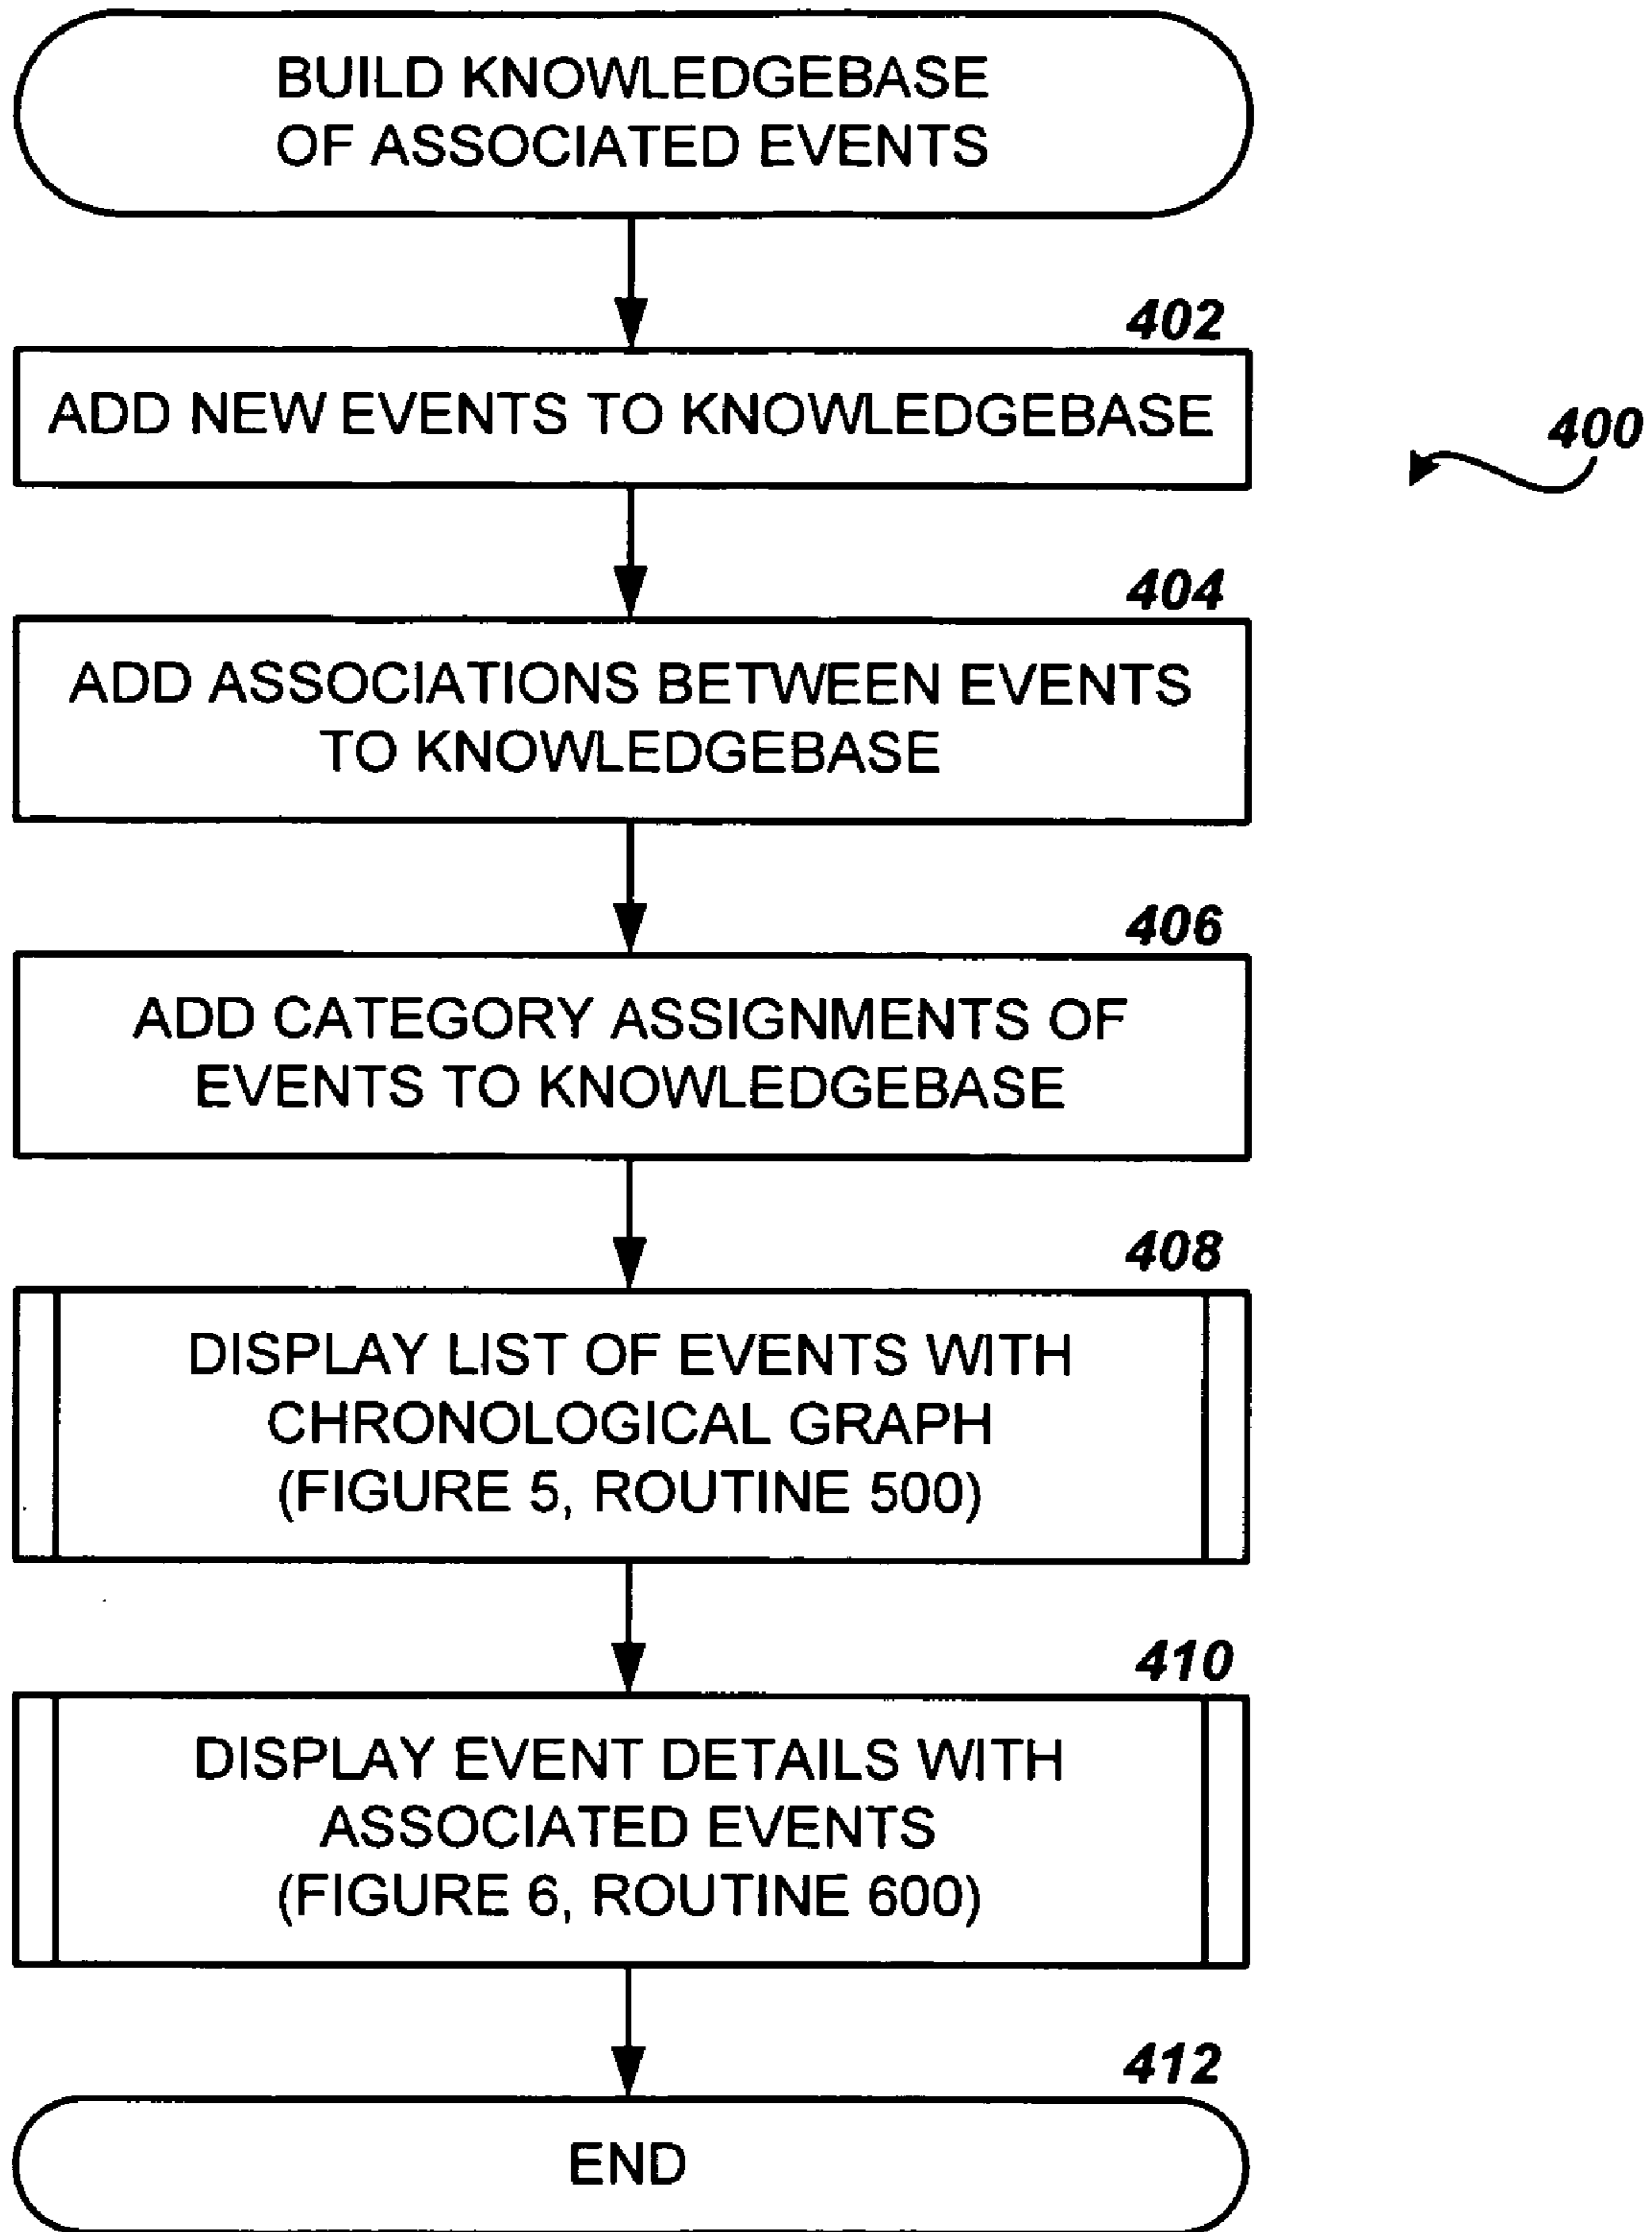 BUILD KNOWLEDGEBASE
OF ASSOCIATED EVENTS
402
ADD NEW EVENTS TO KNOWLEDGEBASE
400
404
ADD ASSOCIATIONS BETWEEN EVENTS
TO KNOWLEDGEBASE
406
ADD CATEGORY ASSIGNMENTS OF
EVENTS TO KNOWLEDGEBASE
408
DISPLAY LIST OF EVENTS WITH
CHRONOLOGICAL GRAPH
(FIGURE 5, ROUTINE 500)
410
DISPLAY EVENT DETAILS WITH
ASSOCIATED EVENTS
(FIGURE 6, ROUTINE 600)
412
END